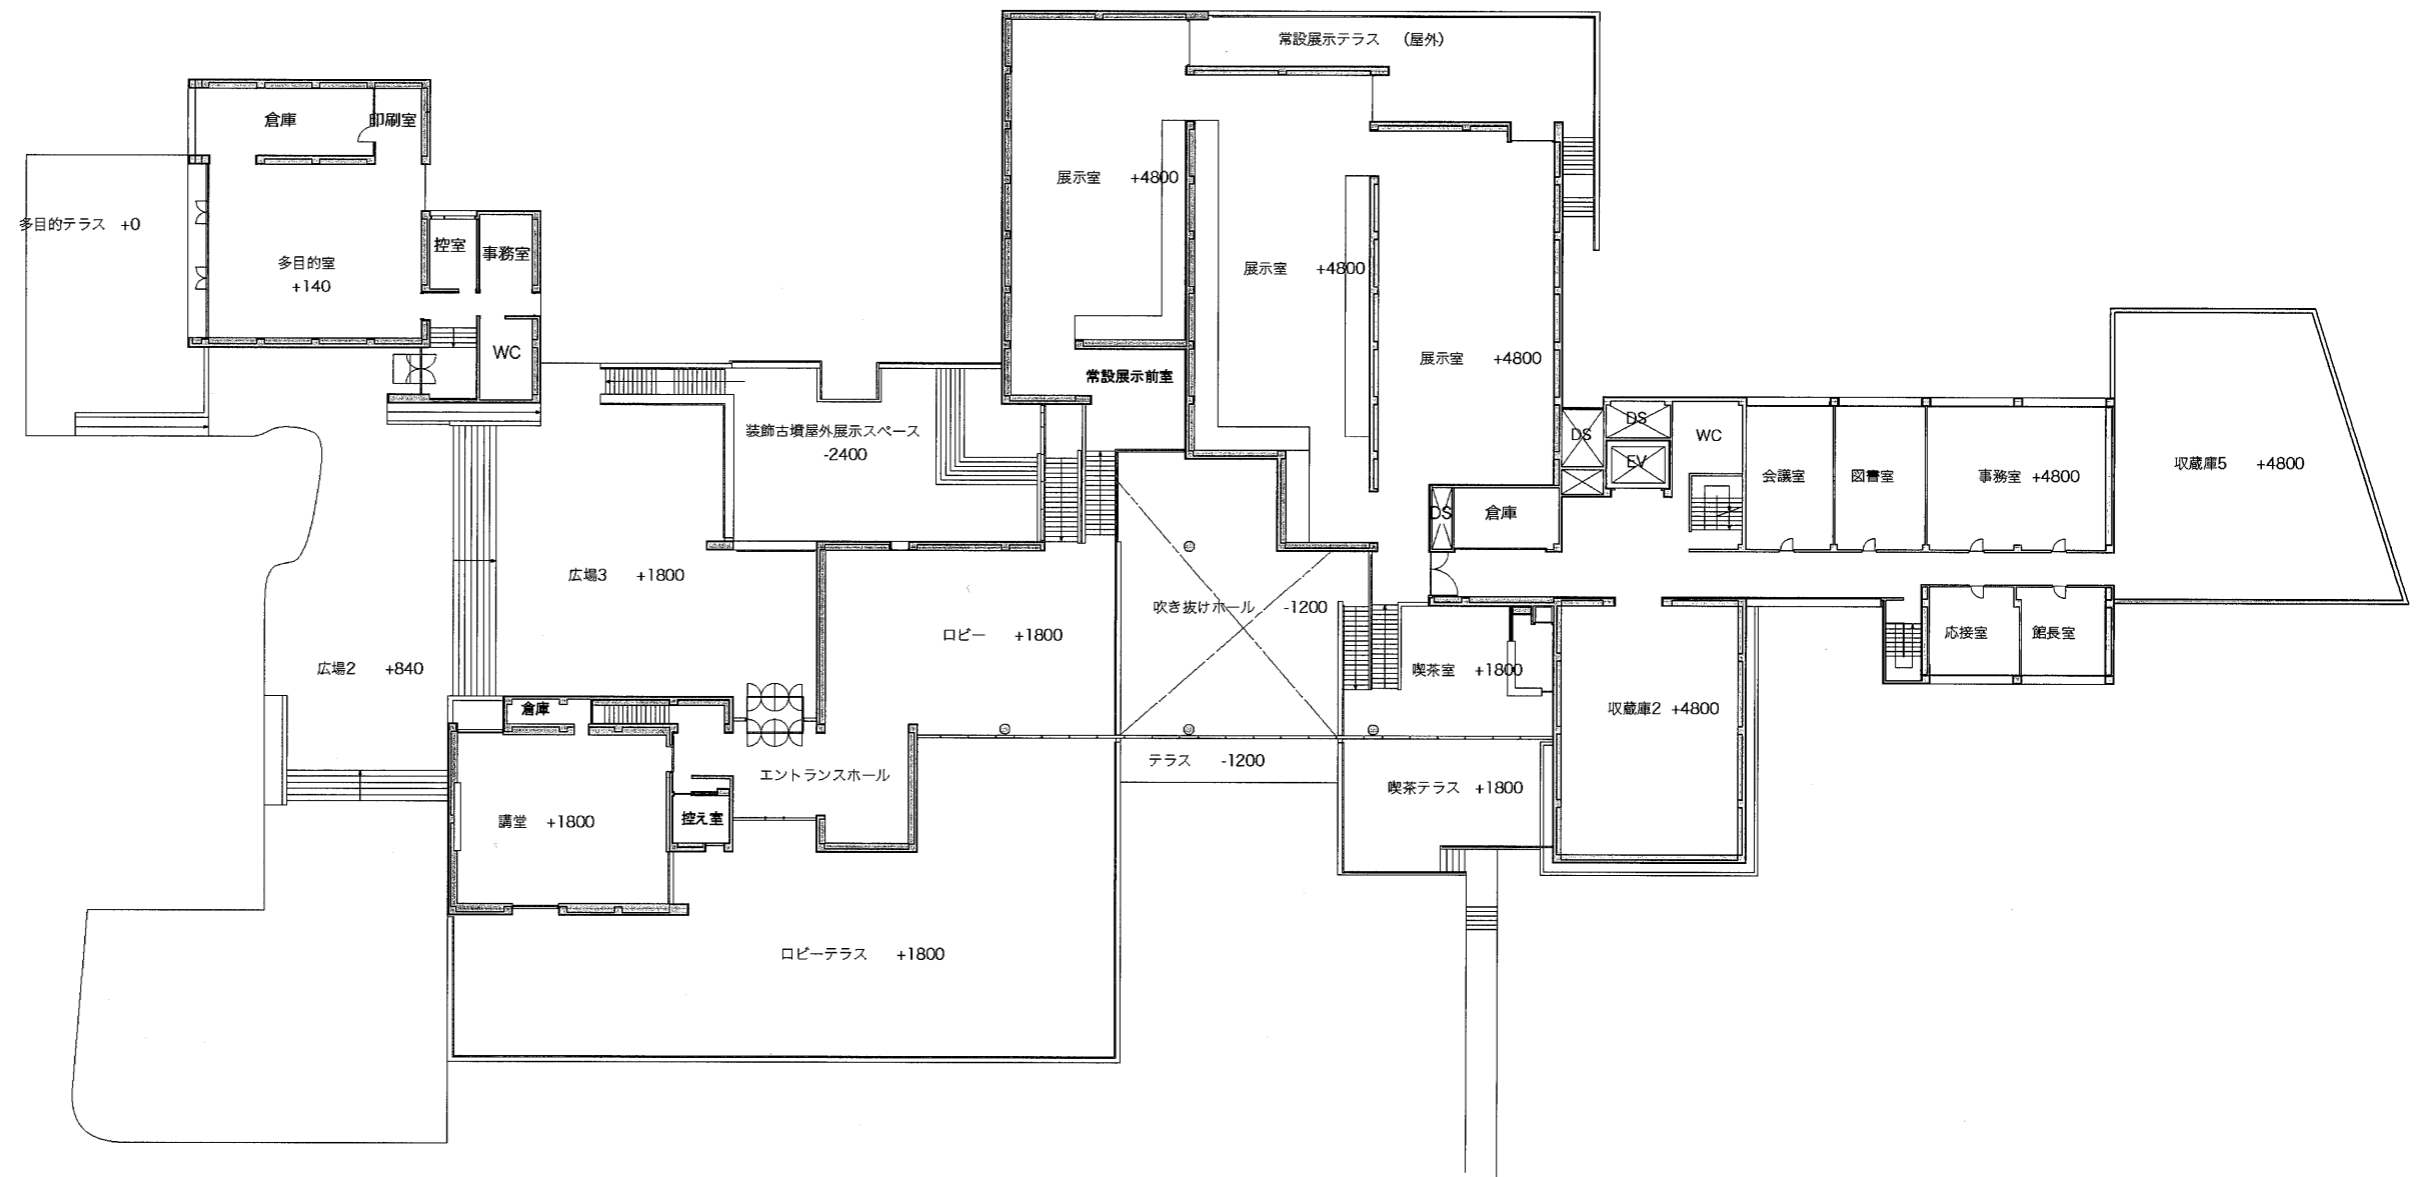 常設展示テラス （屋外）
倉庫
印刷室
展示室 +4800
多目的テラス +0
控室
事務室
多目的室
+140
展示室 +4800
WC
展示室 +4800
常設展示前室
装飾古墳屋外展示スペース
-2400
DS
DS
WC
EV
会議室
図書室
事務室 +4800
収蔵庫5 +4800
DS
倉庫
広場3 +1800
吹き抜けホール -1200
ロビー +1800
応接室
館長室
広場2 +840
喫茶室 +1800
倉庫
収蔵庫2 +4800
テラス -1200
エントランスホール
喫茶テラス +1800
講堂 +1800
控え室
ロビーテラス +1800